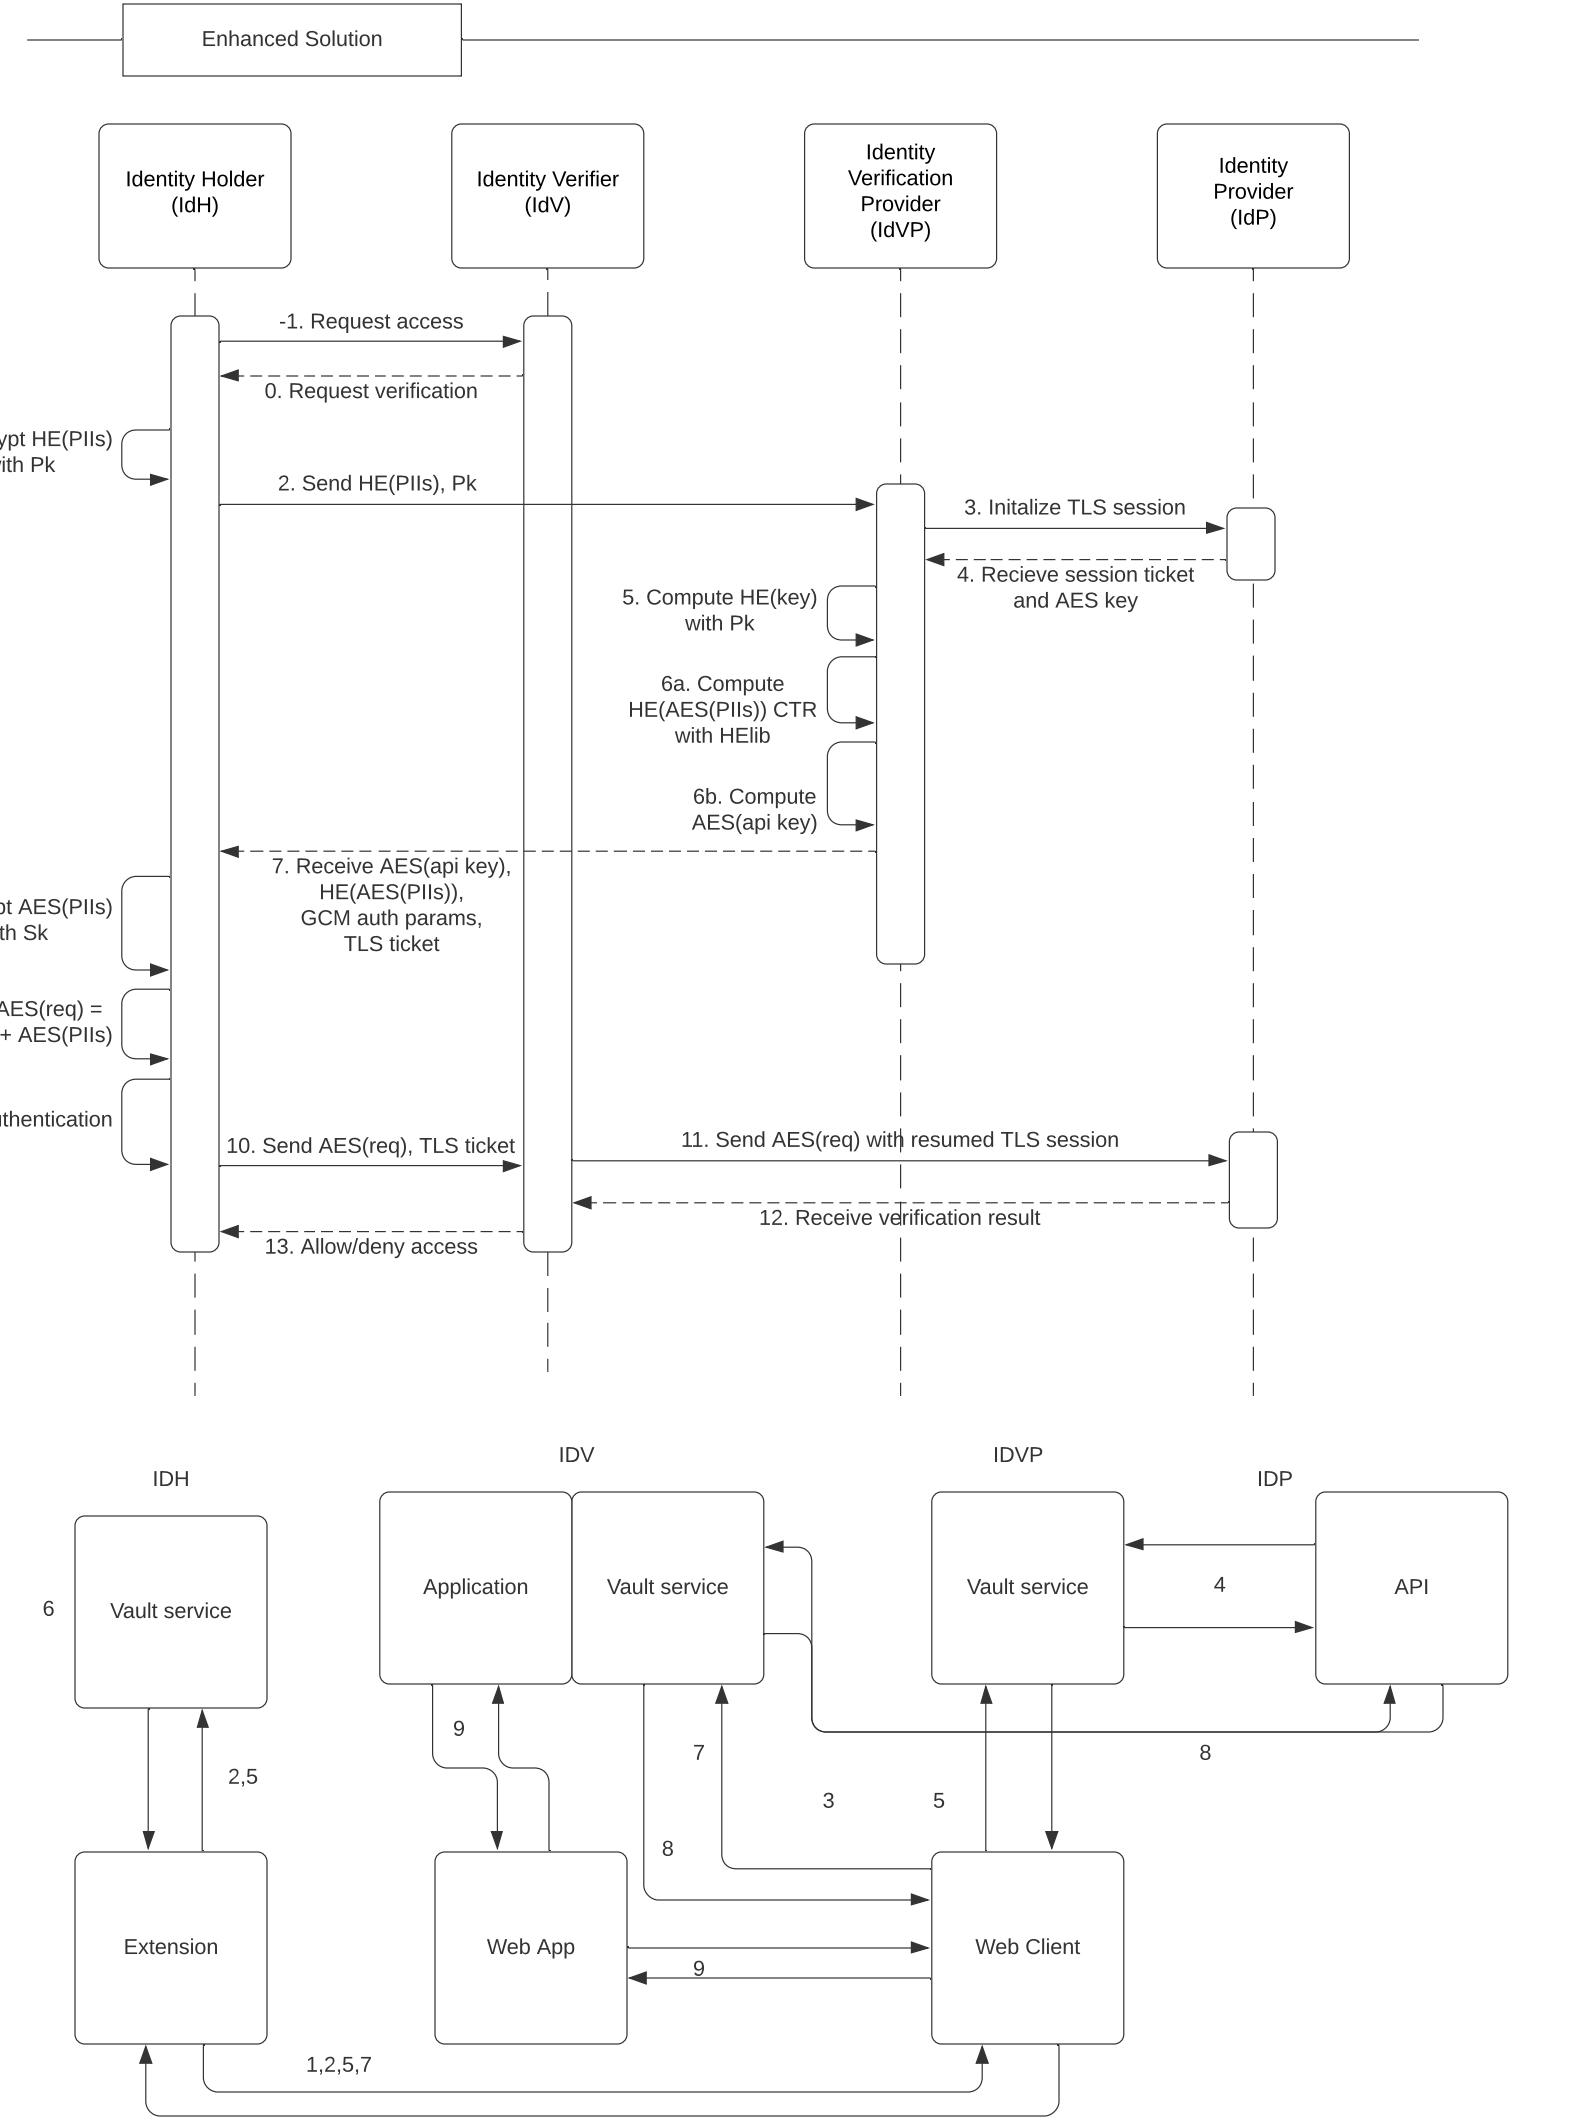 Enhanced Solution
Identity Holder
(IdH)
Identity Verifier
(IdV)
Identity
Verification
Provider
(IdVP)
Identity
Provider
(IdP)
-1. Request access
0. Request verification
HE(PIIs)
Pk
2. Send HE(PIIs), Pk
3. Initalize TLS session
4. Recieve session ticket
and AES key
5. Compute HE(key)
with Pk
6a. Compute
HE(AES(PIIs)) CTR
with HElib
6b. Compute
AES(api key)
7. Receive AES(api key),
HE(AES(PIIs)),
GCM auth params,
TLS ticket
AES(PIIs)
Sk
AES(req) =
+ AES(PIIs)
10. Send AES(req), TLS ticket
11. Send AES(req) with resumed TLS session
12. Receive verification result
13. Allow/deny access
IDH
IDV
IDVP
IDP
6
Vault service
Application
Vault service
Vault service
4
API
2,5
9
7
8
3
5
8
Extension
Web App
9
Web Client
1,2,5,7